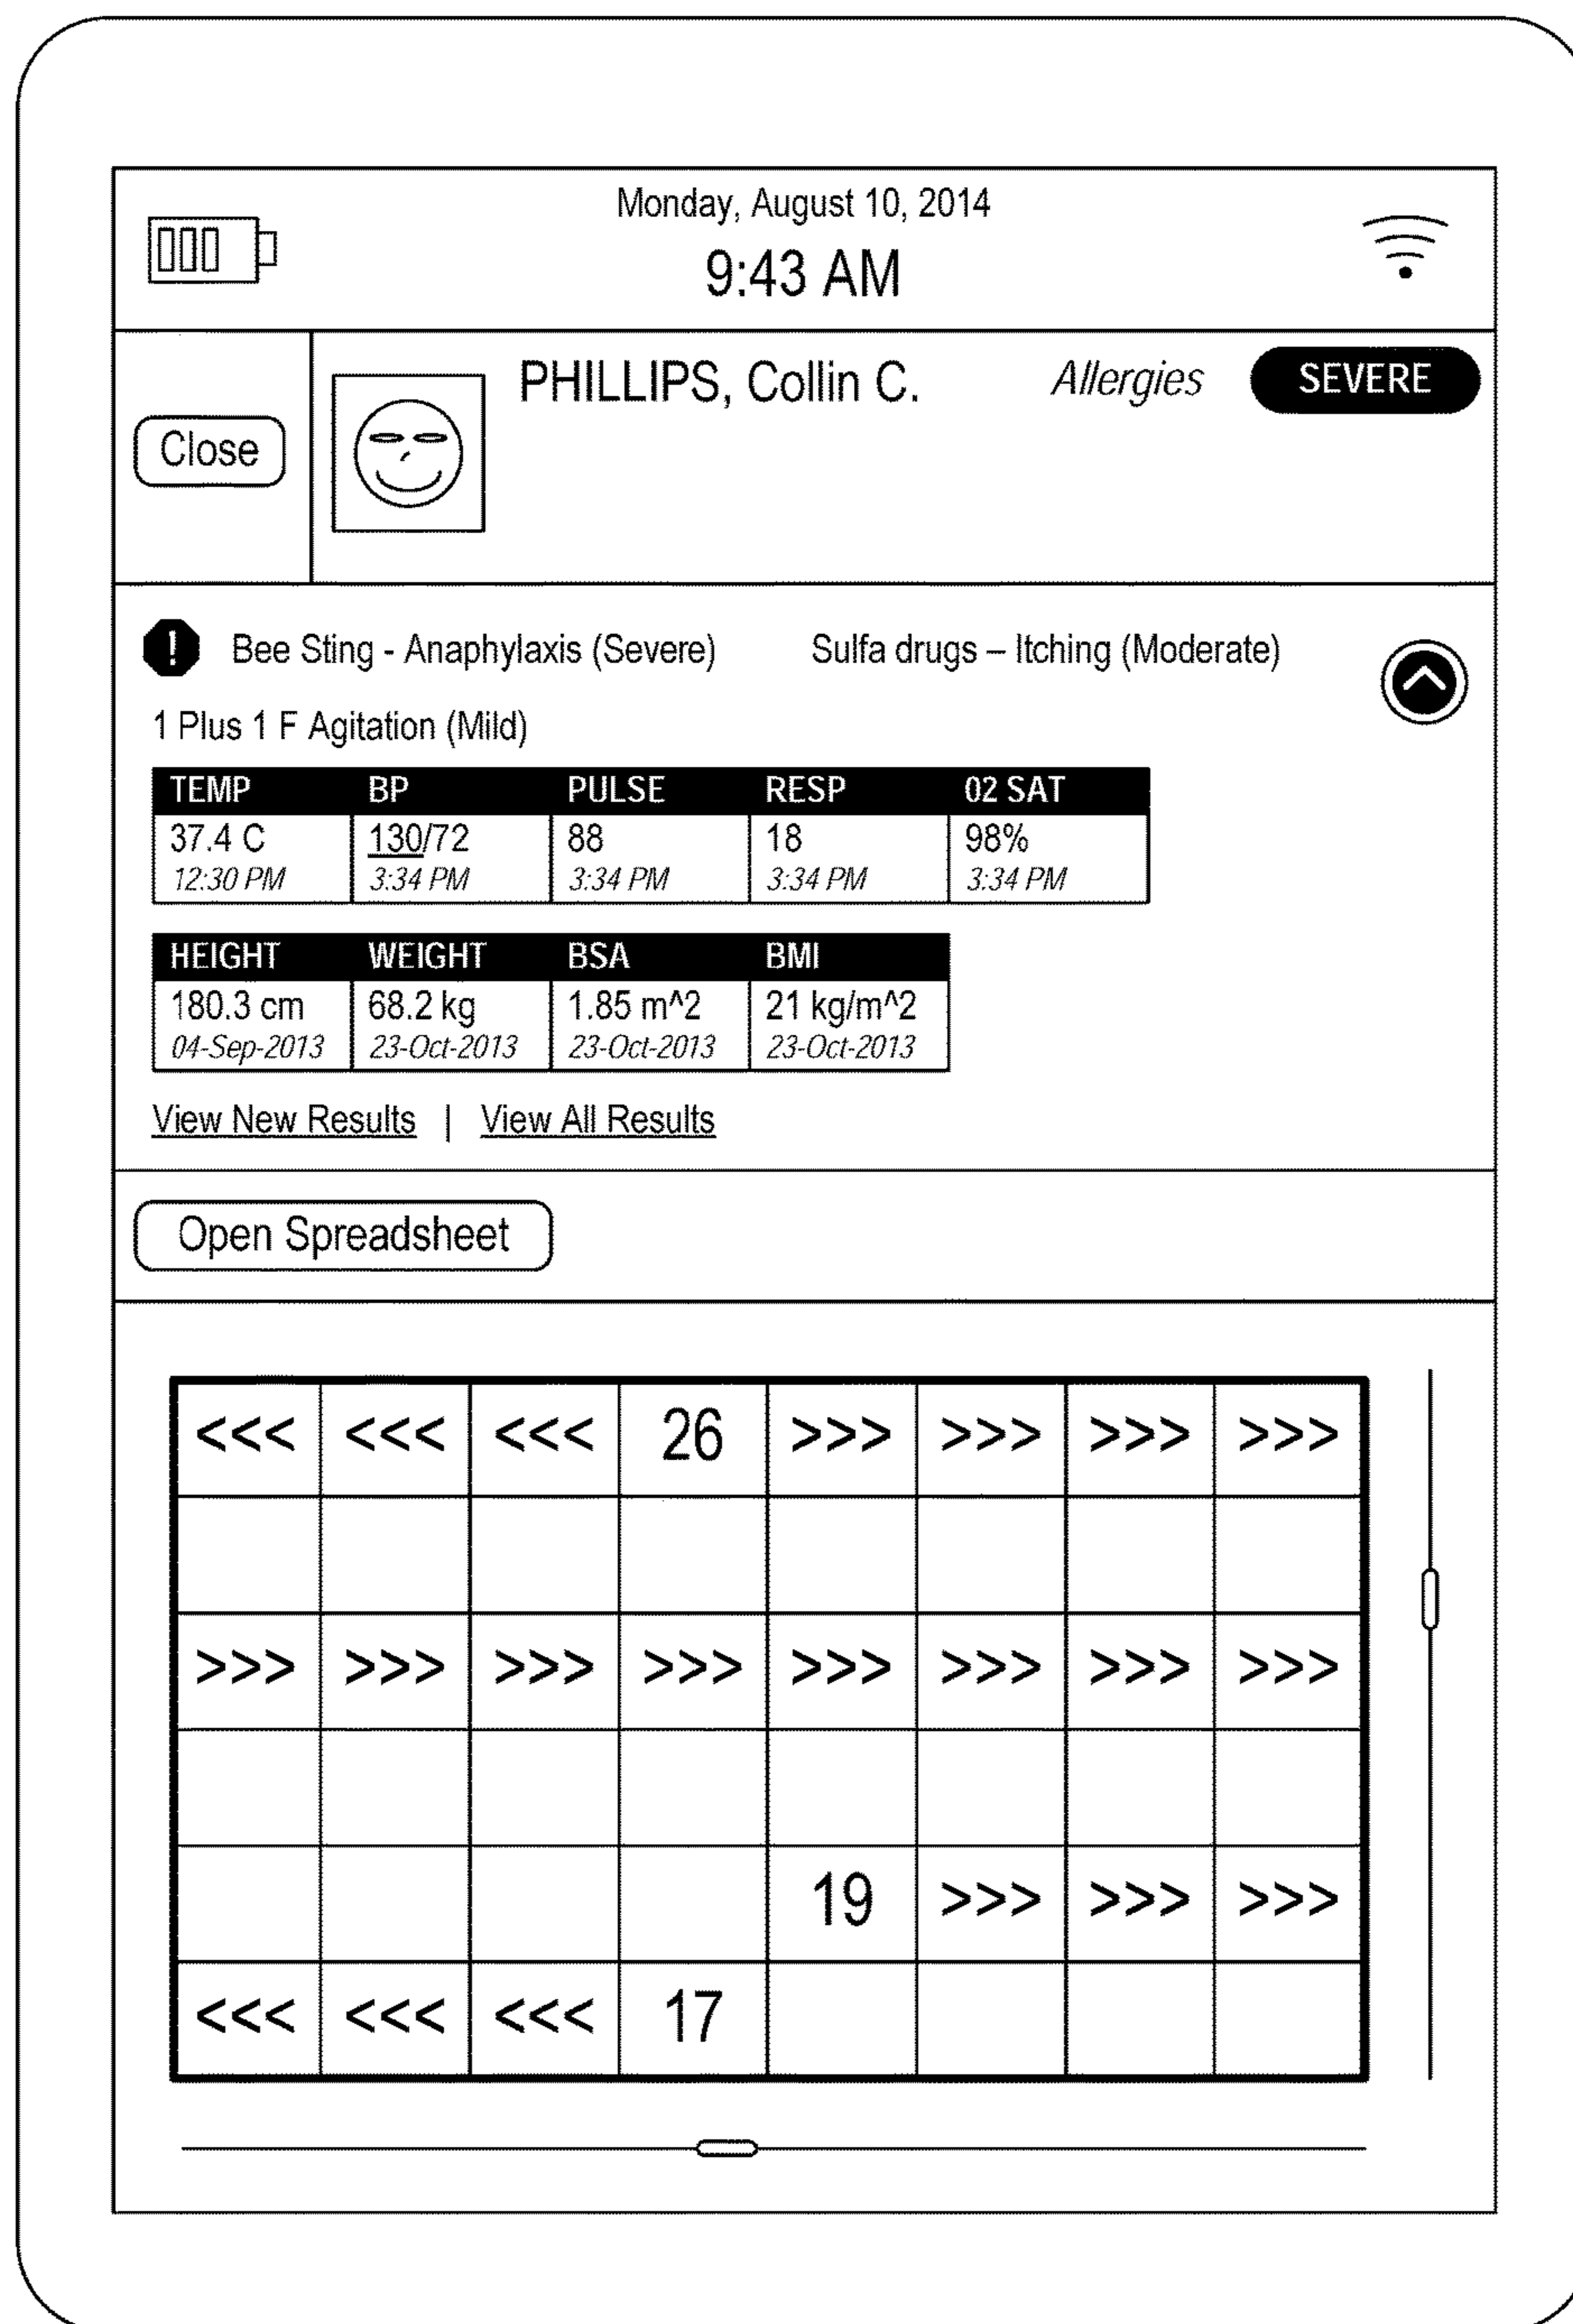 Monday, August 10, 2014
9:43 AM
PHILLIPS, Collin C. Allergies SEVERE
Close
! Bee Sting - Anaphylaxis (Severe) Sulfa drugs – Itching (Moderate)
1 Plus 1 F Agitation (Mild)
TEMP BP PULSE RESP 02 SAT
37.4 C 130/72 88 18 98%
12:30 PM 3:34 PM 3:34 PM 3:34 PM 3:34 PM
HEIGHT WEIGHT BSA BMI
180.3 cm 68.2 kg 1.85 m^2 21 kg/m^2
04-Sep-2013 23-Oct-2013 23-Oct-2013 23-Oct-2013
View New Results | View All Results
Open Spreadsheet
<<< <<< <<< 26 >>> >>> >>> >>>
>>> >>> >>> >>> >>> >>> >>> >>>
19 >>> >>> >>>
<<< <<< <<< 17